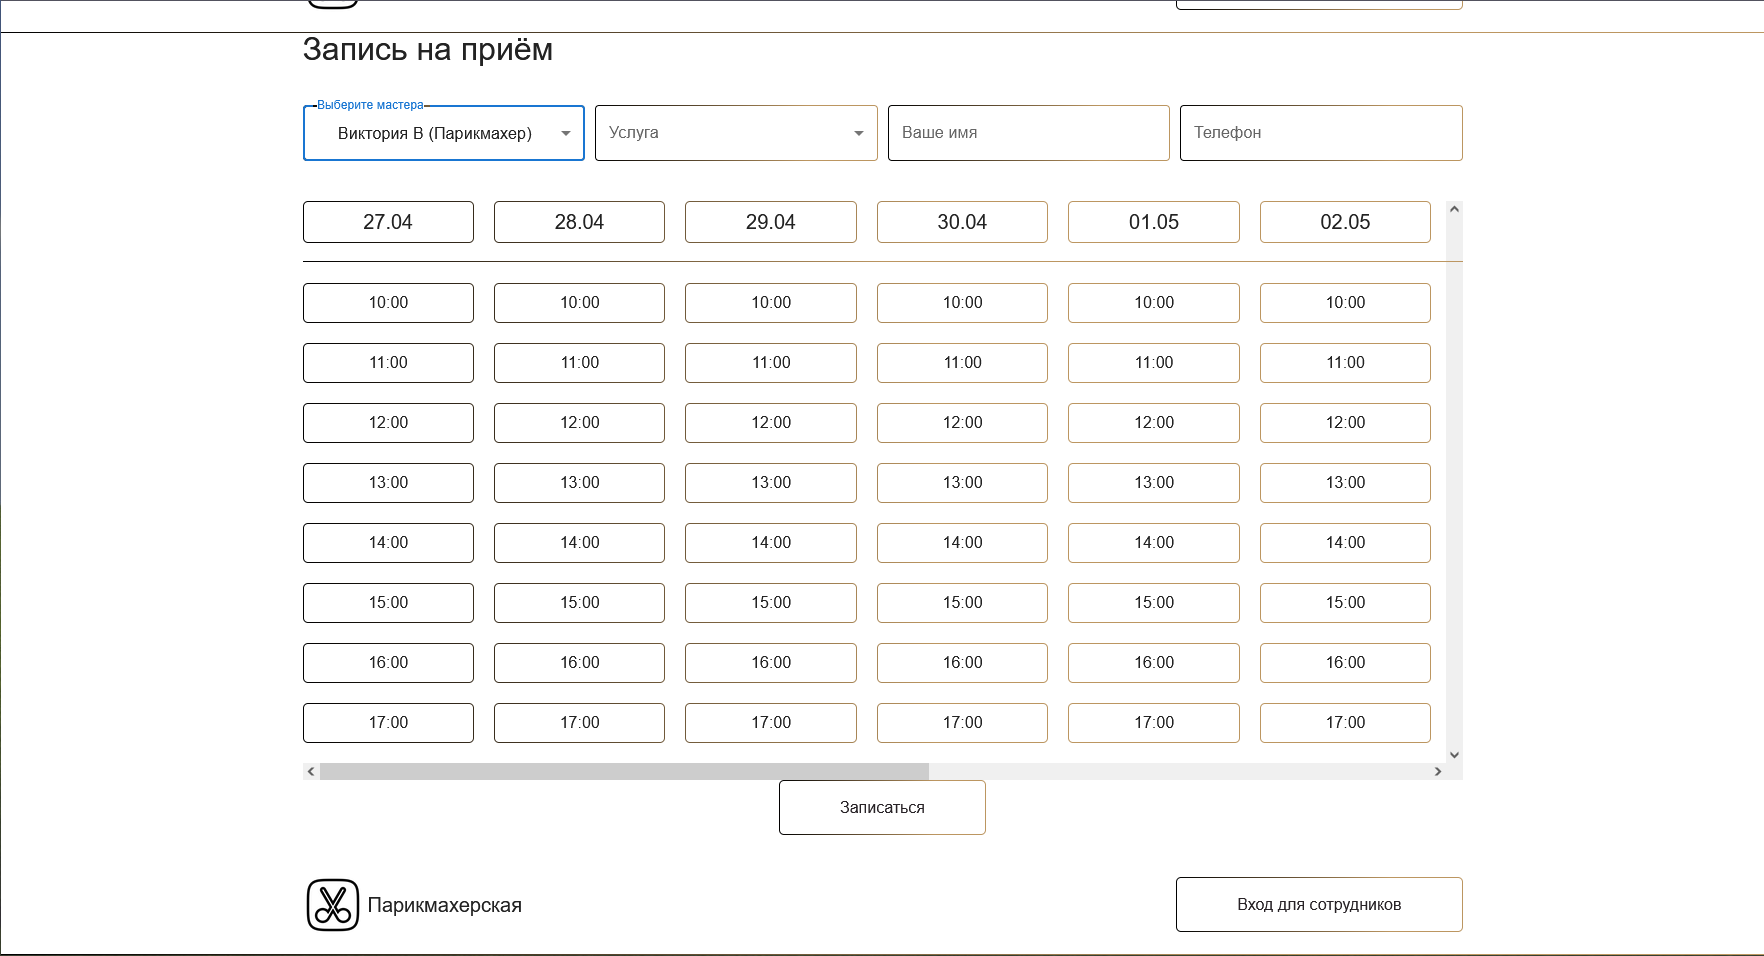 Запись на приём
Выберите мастера
Виктория В (Парикмахер) Услуга Ваше имя Телефон
27.04 28.04 29.04 30.04 01.05 02.05
10:00 10:00 10:00 10:00 10:00 10:00
11:00 11:00 11:00 11:00 11:00 11:00
12:00 12:00 12:00 12:00 12:00 12:00
13:00 13:00 13:00 13:00 13:00 13:00
14:00 14:00 14:00 14:00 14:00 14:00
15:00 15:00 15:00 15:00 15:00 15:00
16:00 16:00 16:00 16:00 16:00 16:00
17:00 17:00 17:00 17:00 17:00 17:00
Записаться
Парикмахерская Вход для сотрудников